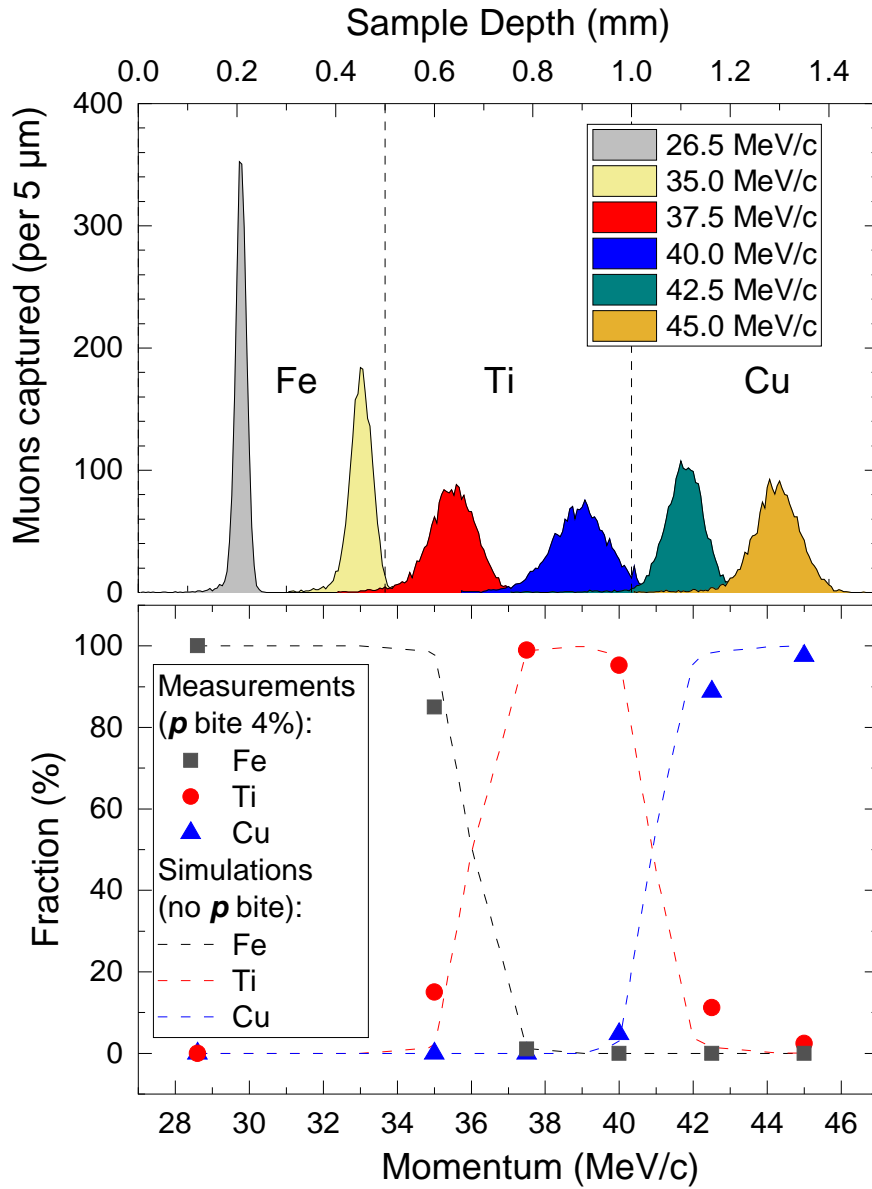 Sample Depth (mm)
0.0 0.2 0.4 0.6 0.8 1.0 1.2 1.4
Muons captured (per 5 µm)
400
300
200
100
0
26.5 MeV/c
35.0 MeV/c
37.5 MeV/c
40.0 MeV/c
42.5 MeV/c
45.0 MeV/c
Fe Ti Cu
Fraction (%)
100
80
60
40
20
0
Measurements
(p bite 4%):
Fe
Ti
Cu
Simulations
(no p bite):
Fe
Ti
Cu
28 30 32 34 36 38 40 42 44 46
Momentum (MeV/c)